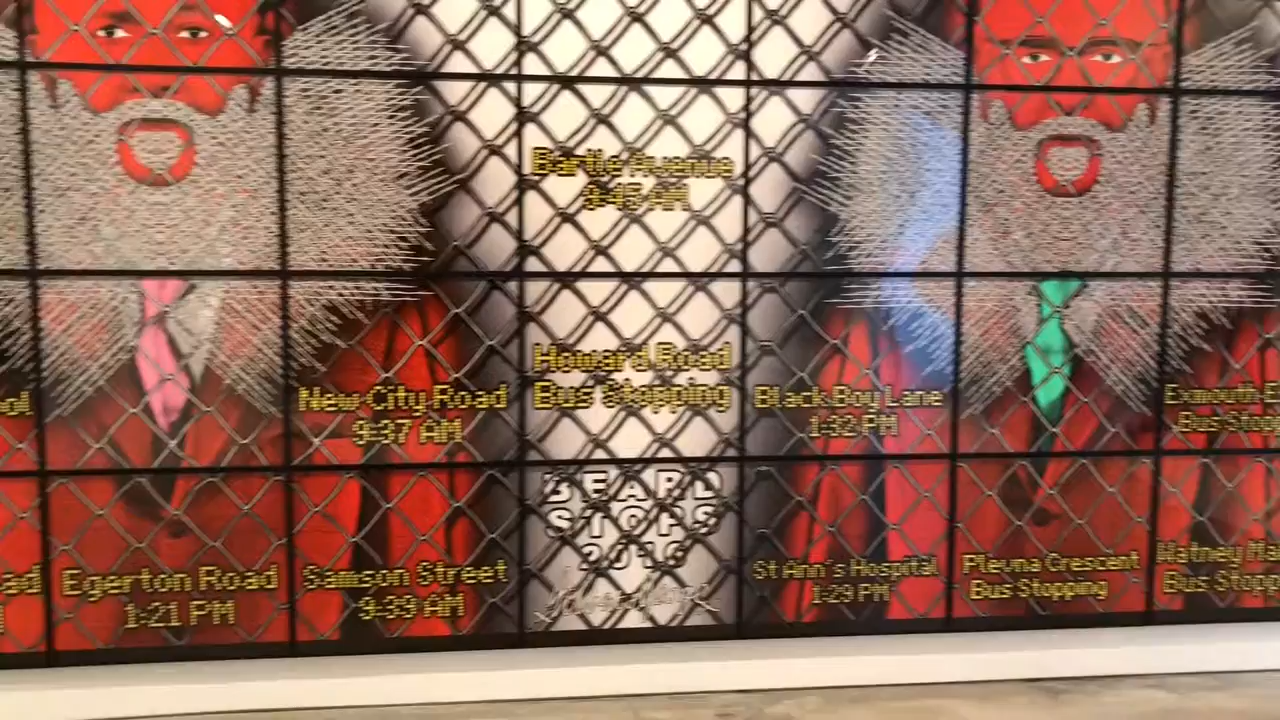 Bartle Avenue
9:45 AM
Howard Road
Bus Stopping
New City Road
9:37 AM
Black Boy Lane
1:32 PM
BEARD
STOPS
2016
Egerton Road
1:21 PM
Samson Street
9:39 AM
St Ann's Hospital
1:29 PM
Plevna Crescent
Bus Stopping